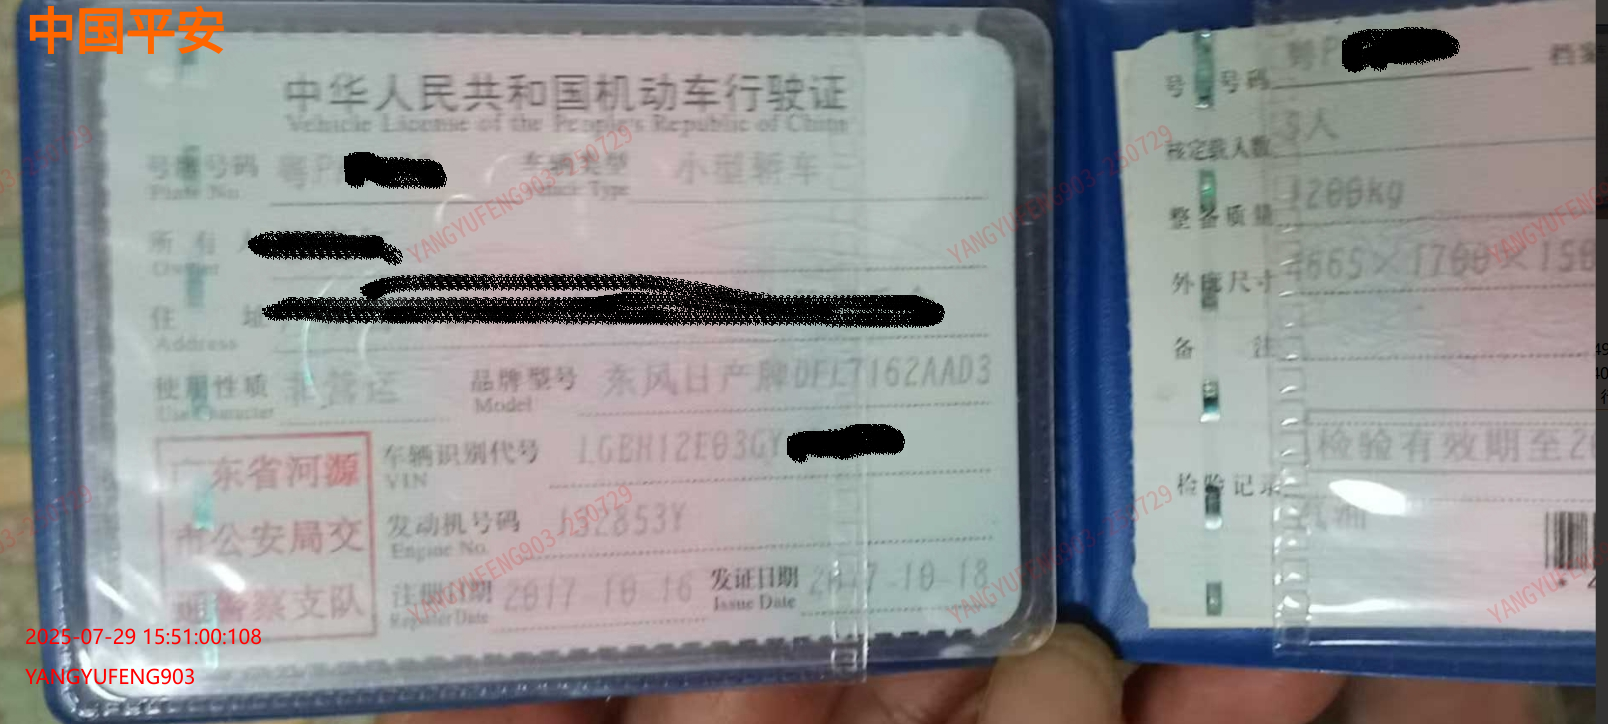 中国平安
中华人民共和国机动车行驶证
Vehicle License of the People's Republic of China
号牌号码 粤P 车辆类型 小型轿车
Plate No. Vehicle Type
所有人
Owner
住址
Address
使用性质 非营运 品牌型号 东风日产牌DFL7162AAD3
Use Character Model
车辆识别代号 LGBH12E03GY
VIN
发动机号码
Engine No.
注册日期 2017-10-16 发证日期 2017-10-18
Register Date Issue Date
广东省河源
市公安局交
通警察支队
号牌号码 粤P 档案
核定载人数 5人
整备质量 1200kg
外廓尺寸 4665×1700×150
备注
检验有效期至20
检验记录
汽油
2025-07-29 15:51:00:108
YANGYUFENG903
YANGYUFENG903-250729